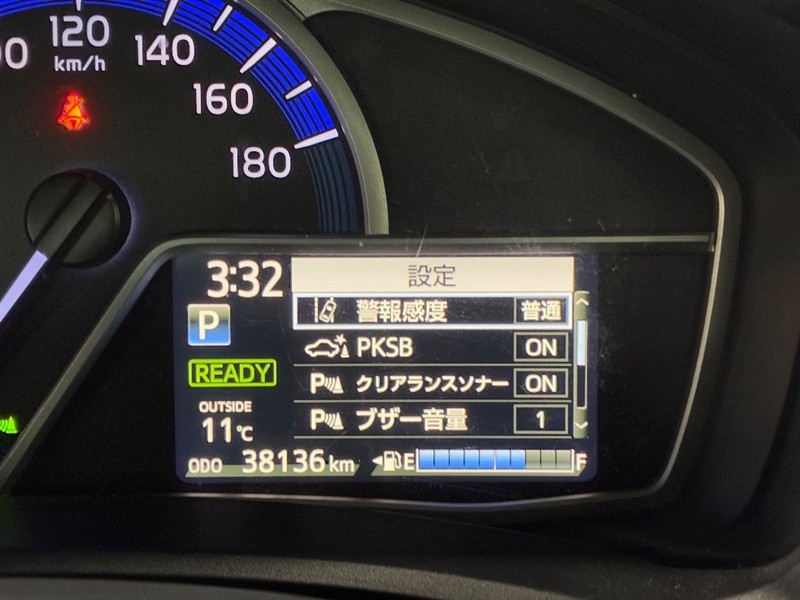 120
km/h
140
160
180
3:32
設定
警報感度 普通
P
PKSB ON
READY
クリアランスソナー ON
OUTSIDE
11℃
P ブザー音量 1
ODO 38136 km
E F